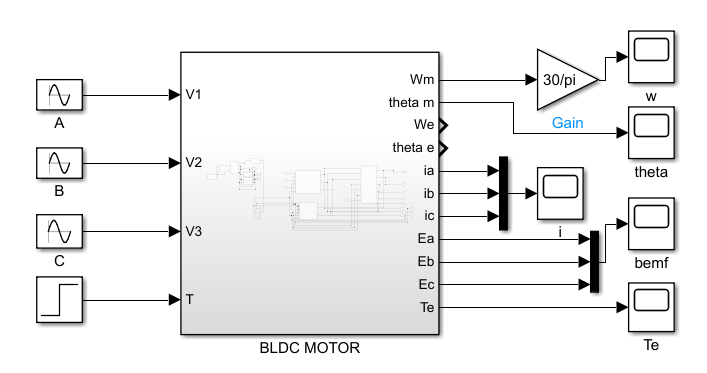 A
B
C
V1
V2
V3
T
BLDC MOTOR
Wm
theta m
We
theta e
ia
ib
ic
Ea
Eb
Ec
Te
30/pi
Gain
w
theta
i
bemf
Te